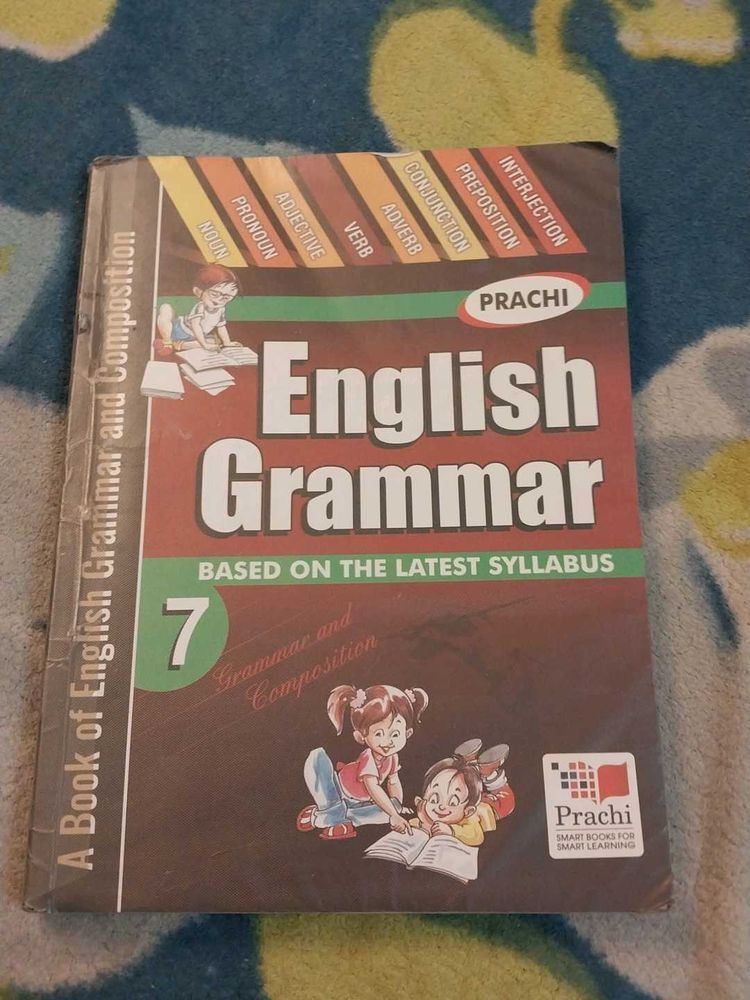 NOUN
PRONOUN
ADJECTIVE
VERB
ADVERB
CONJUNCTION
PREPOSITION
INTERJECTION
PRACHI
English
Grammar
BASED ON THE LATEST SYLLABUS
7
Grammar and
Composition
A Book of English Grammar and Composition
Prachi
SMART BOOKS FOR
SMART LEARNING